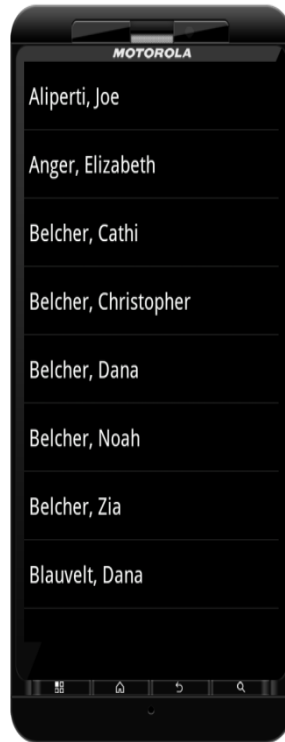 MOTOROLA
Aliperti, Joe
Anger, Elizabeth
Belcher, Cathi
Belcher, Christopher
Belcher, Dana
Belcher, Noah
Belcher, Zia
Blauvelt, Dana